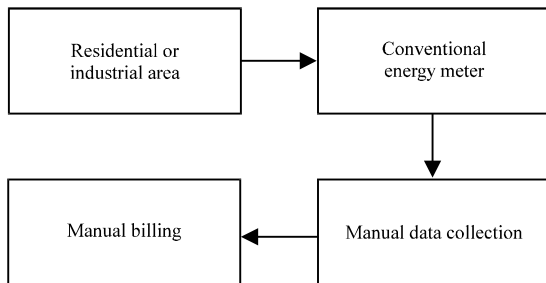 Residential or
industrial area
Conventional
energy meter
Manual data collection
Manual billing